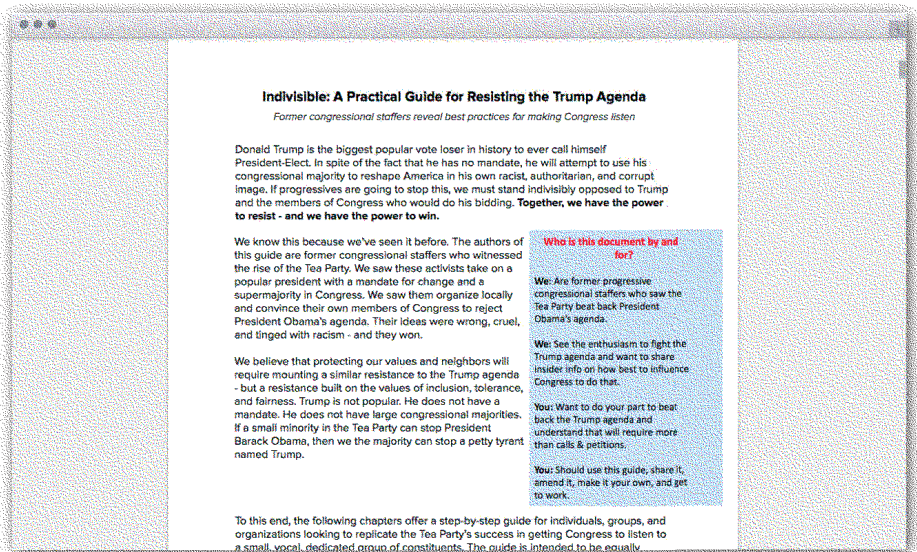 Indivisible: A Practical Guide for Resisting the Trump Agenda
Former congressional staffers reveal best practices for making Congress listen
Donald Trump is the biggest popular vote loser in history to ever call himself
President-Elect. In spite of the fact that he has no mandate, he will attempt to use his
congressional majority to reshape America in his own racist, authoritarian, and corrupt
image. If progressives are going to stop this, we must stand indivisibly opposed to Trump
and the members of Congress who would do his bidding. Together, we have the power
to resist - and we have the power to win.
We know this because we've seen it before. The authors of
this guide are former congressional staffers who witnessed
the rise of the Tea Party. We saw these activists take on a
popular president with a mandate for change and a
supermajority in Congress. We saw them organize locally
and convince their own members of Congress to reject
President Obama's agenda. Their ideas were wrong, cruel,
and tinged with racism - and they won.
We believe that protecting our values and neighbors will
require mounting a similar resistance to the Trump agenda
- but a resistance built on the values of inclusion, tolerance,
and fairness. Trump is not popular. He does not have a
mandate. He does not have large congressional majorities.
If a small minority in the Tea Party can stop President
Barack Obama, then we the majority can stop a petty tyrant
named Trump.
Who is this document by and
for?
We: Are former progressive
congressional staffers who saw the
Tea Party beat back President
Obama's agenda.
We: See the enthusiasm to fight the
Trump agenda and want to share
insider info on how best to influence
Congress to do that.
You: Want to do your part to beat
back the Trump agenda and
understand that will require more
than calls & petitions.
You: Should use this guide, share it,
amend it, make it your own, and get
to work.
To this end, the following chapters offer a step-by-step guide for individuals, groups, and
organizations looking to replicate the Tea Party's success in getting Congress to listen to
a small, vocal, dedicated group of constituents. The guide is intended to be equally